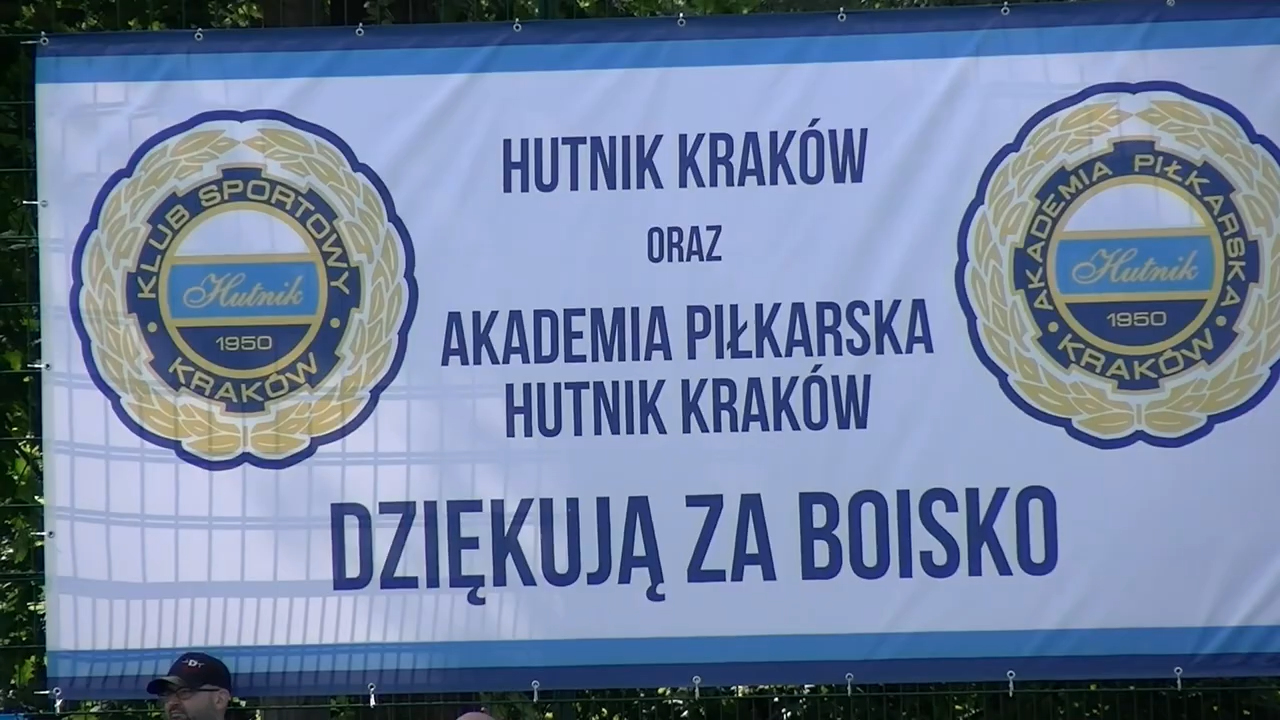 KLUB SPORTOWY
Hutnik
1950
KRAKÓW
HUTNIK KRAKÓW
ORAZ
AKADEMIA PIŁKARSKA
HUTNIK KRAKÓW
DZIĘKUJĄ ZA BOISKO
AKADEMIA PIŁKARSKA
Hutnik
1950
KRAKÓW